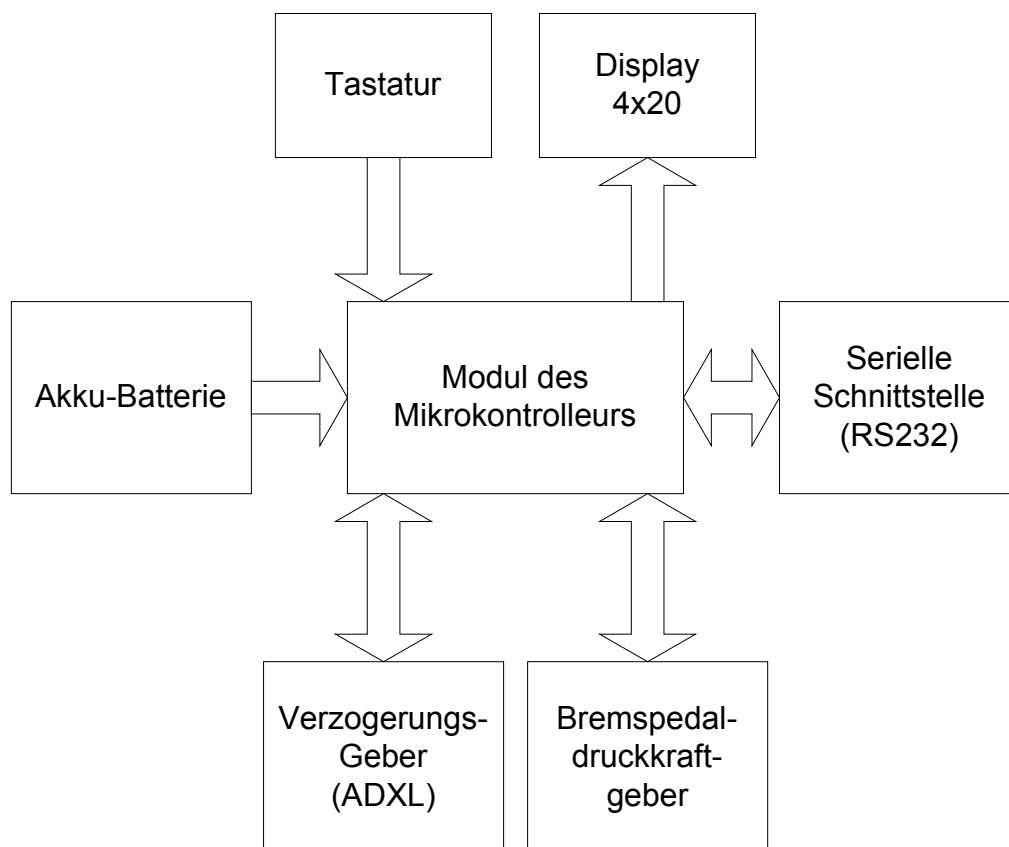 Tastatur
Display
4x20
Akku-Batterie
Modul des
Mikrokontrolleurs
Serielle
Schnittstelle
(RS232)
Verzogerungs-
Geber
(ADXL)
Bremspedal-
druckkraft-
geber